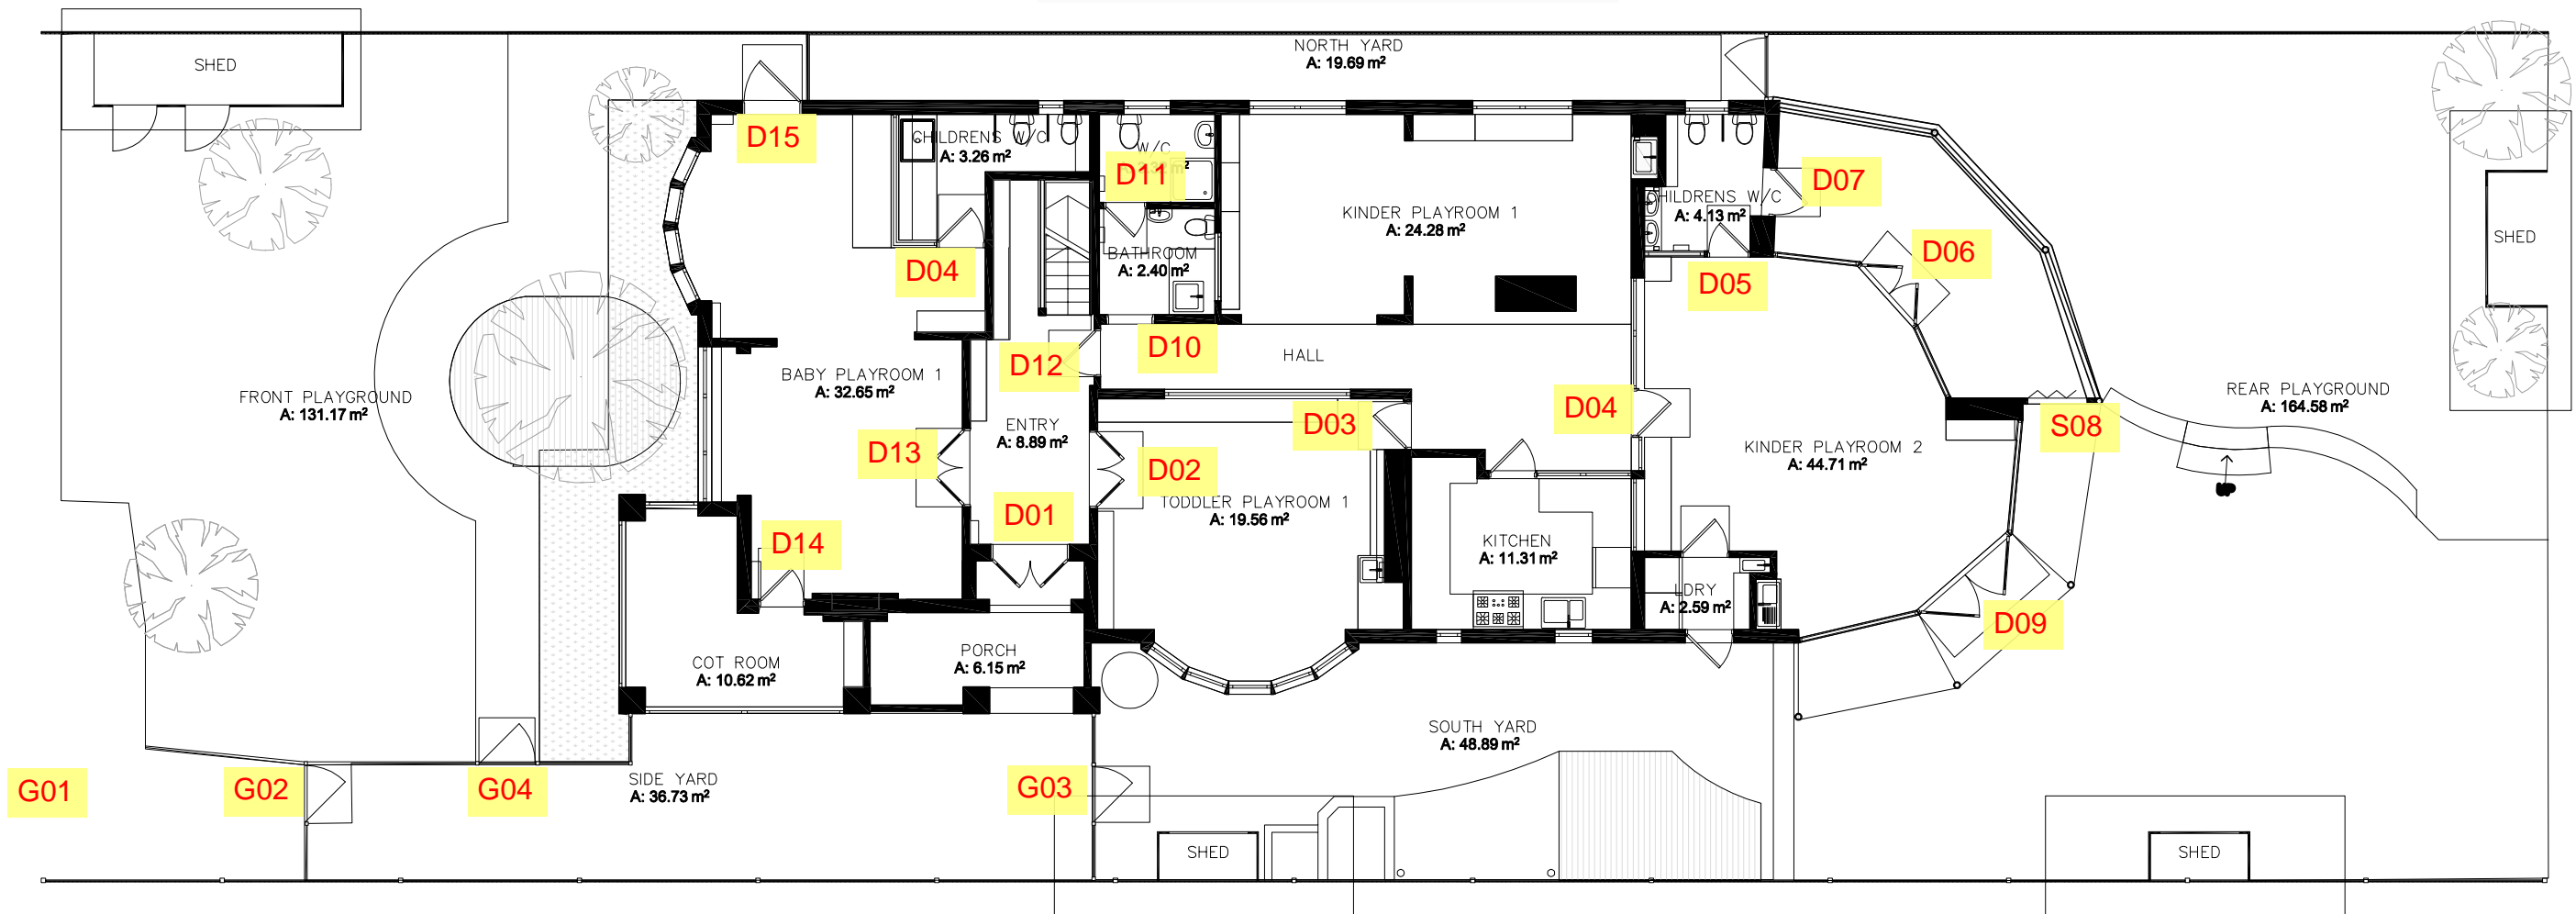 NORTH YARD
A: 19.69 m²
SHED
D15
CHILDRENS W/C
A: 3.26 m²
W/C
D11
D07
CHILDRENS W/C
A: 4.13 m²
KINDER PLAYROOM 1
A: 24.28 m²
SHED
D04
BATHROOM
A: 2.40 m²
D05
D06
D12
D10
HALL
BABY PLAYROOM 1
A: 32.65 m²
FRONT PLAYGROUND
A: 131.17 m²
REAR PLAYGROUND
A: 164.58 m²
ENTRY
A: 8.89 m²
D03
D04
S08
D13
D02
KINDER PLAYROOM 2
A: 44.71 m²
UP
TODDLER PLAYROOM 1
A: 19.56 m²
D01
D14
KITCHEN
A: 11.31 m²
LDRY
A: 2.59 m²
D09
COT ROOM
A: 10.62 m²
PORCH
A: 6.15 m²
SOUTH YARD
A: 48.89 m²
G01
G02
G04
SIDE YARD
A: 36.73 m²
G03
SHED
SHED